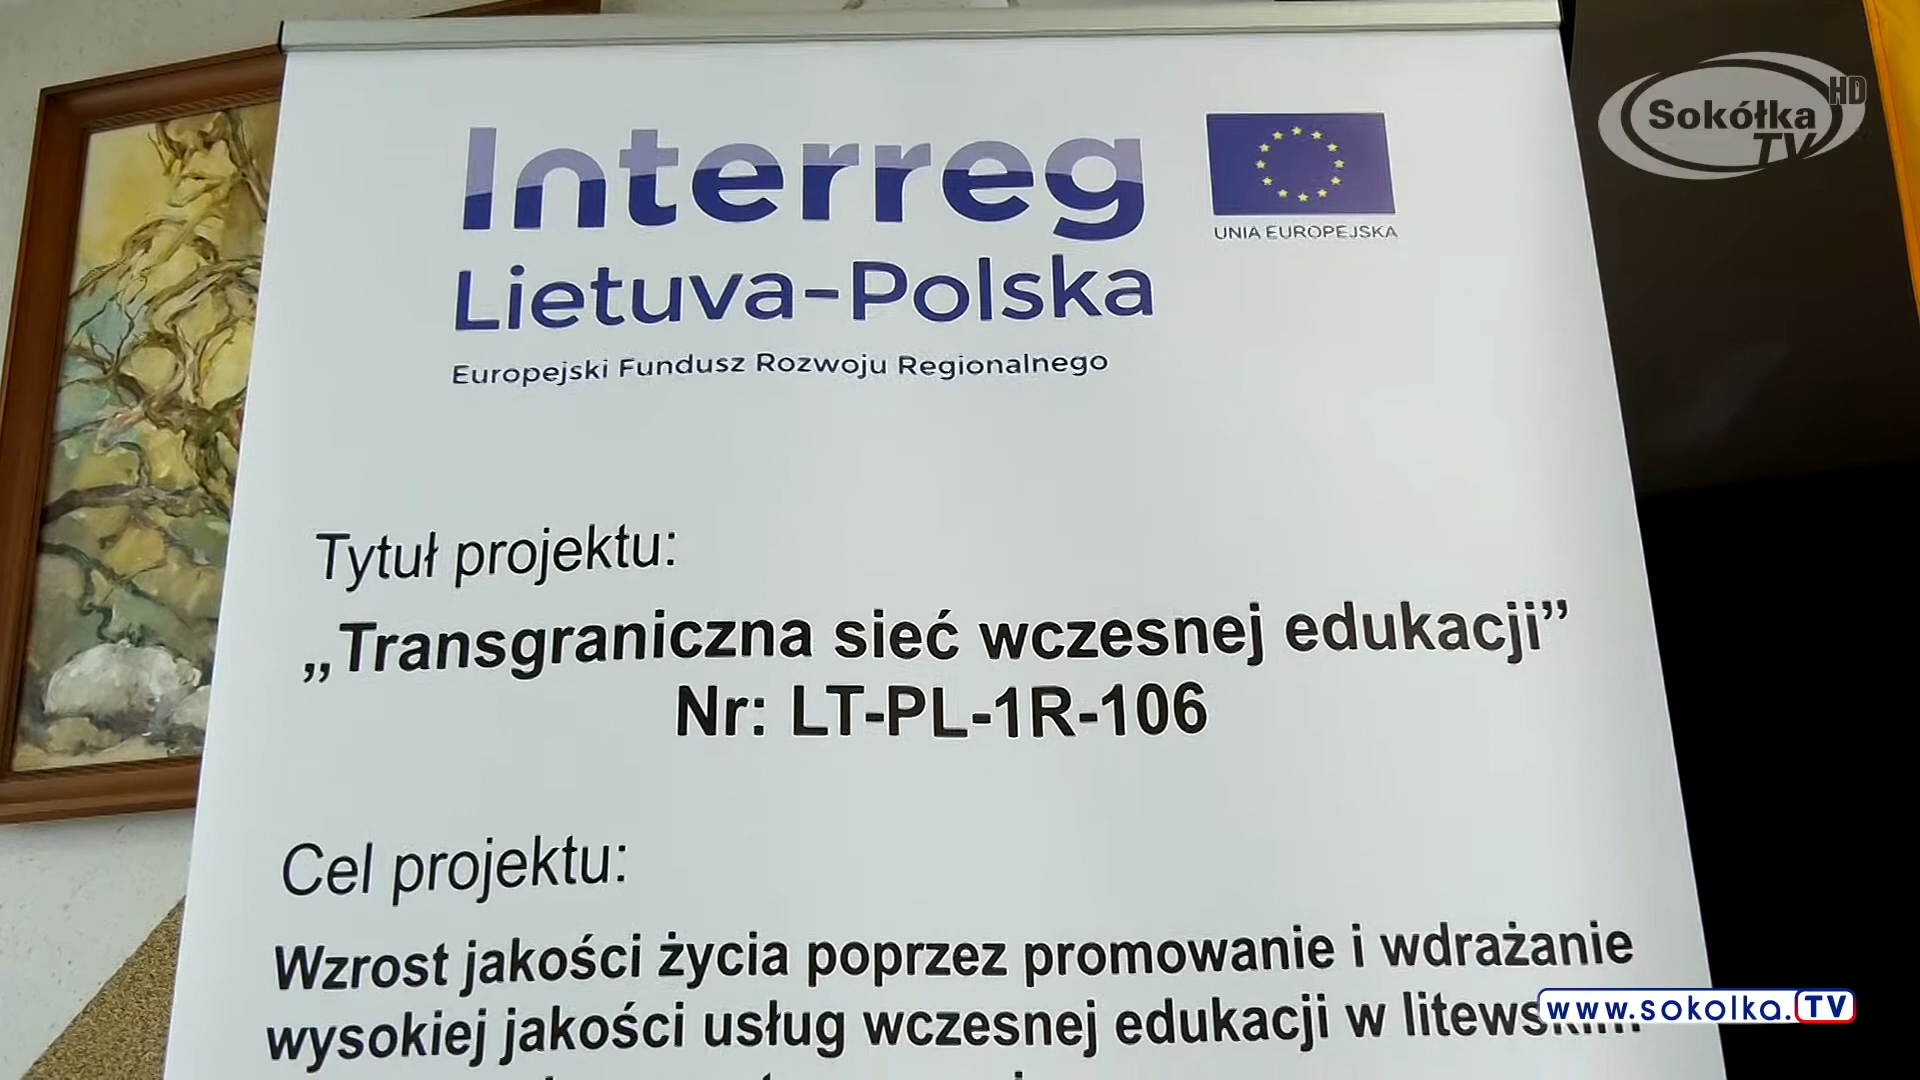 Sokółka HD
TV
Interreg
UNIA EUROPEJSKA
Lietuva-Polska
Europejski Fundusz Rozwoju Regionalnego
Tytuł projektu:
„Transgraniczna sieć wczesnej edukacji”
Nr: LT-PL-1R-106
Cel projektu:
Wzrost jakości życia poprzez promowanie i wdrażanie
wysokiej jakości usług wczesnej edukacji w litewskim
www.sokolka.TV